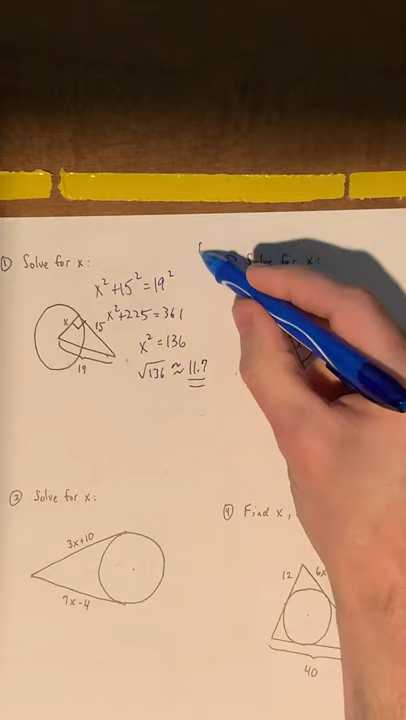 ① Solve for x:
x² + 15² = 19²
x² + 225 = 361
x² = 136
√136 ≈ 11.7
x
15
19
Solve for x:
③ Solve for x:
3x+10
7x-4
④ Find x,
12
6x
40